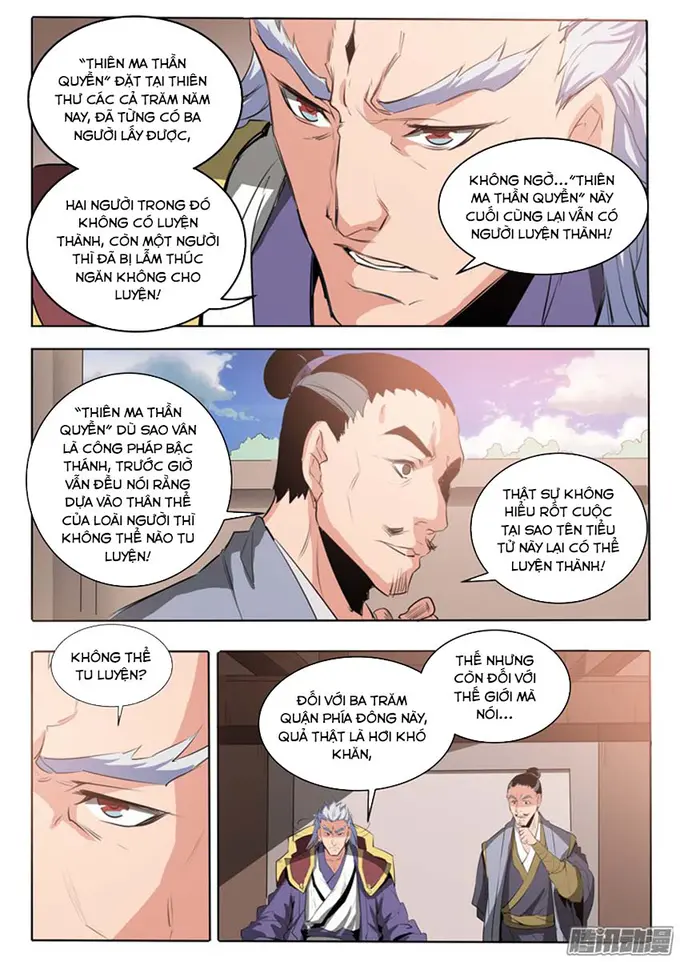 “THIÊN MA THẦN
QUYỀN” ĐẶT TẠI THIÊN
THƯ CÁC CẢ TRĂM NĂM
NAY, ĐÃ TỪNG CÓ BA
NGƯỜI LẤY ĐƯỢC,
HAI NGƯỜI TRONG ĐÓ
KHÔNG CÓ LUYỆN
THÀNH, CÒN MỘT NGƯỜI
THÌ ĐÃ BỊ LẪM THÚC
NGĂN KHÔNG CHO
LUYỆN!
KHÔNG NGỜ...“THIÊN
MA THẦN QUYỀN” NÀY
CUỐI CÙNG LẠI VẪN CÓ
NGƯỜI LUYỆN THÀNH!
“THIÊN MA THẦN
QUYỀN” DÙ SAO VÂN
LÀ CÔNG PHÁP BẬC
THÁNH, TRƯỚC GIỜ
VẪN ĐỀU NÓI RẰNG
DỰA VÀO THÂN THỂ
CỦA LOÀI NGƯỜI THÌ
KHÔNG THỂ NÀO TU
LUYỆN!
THẬT SỰ KHÔNG
HIỂU RỐT CUỘC
TẠI SAO TÊN TIỂU
TỬ NÀY LẠI CÓ THỂ
LUYỆN THÀNH!
KHÔNG THỂ
TU LUYỆN?
ĐỐI VỚI BA TRĂM
QUẬN PHÍA ĐÔNG NÀY,
QUẢ THẬT LÀ HƠI KHÓ
KHĂN,
THẾ NHƯNG
CÒN ĐỐI VỚI
THẾ GIỚI MÀ
NÓI...
腾讯动漫